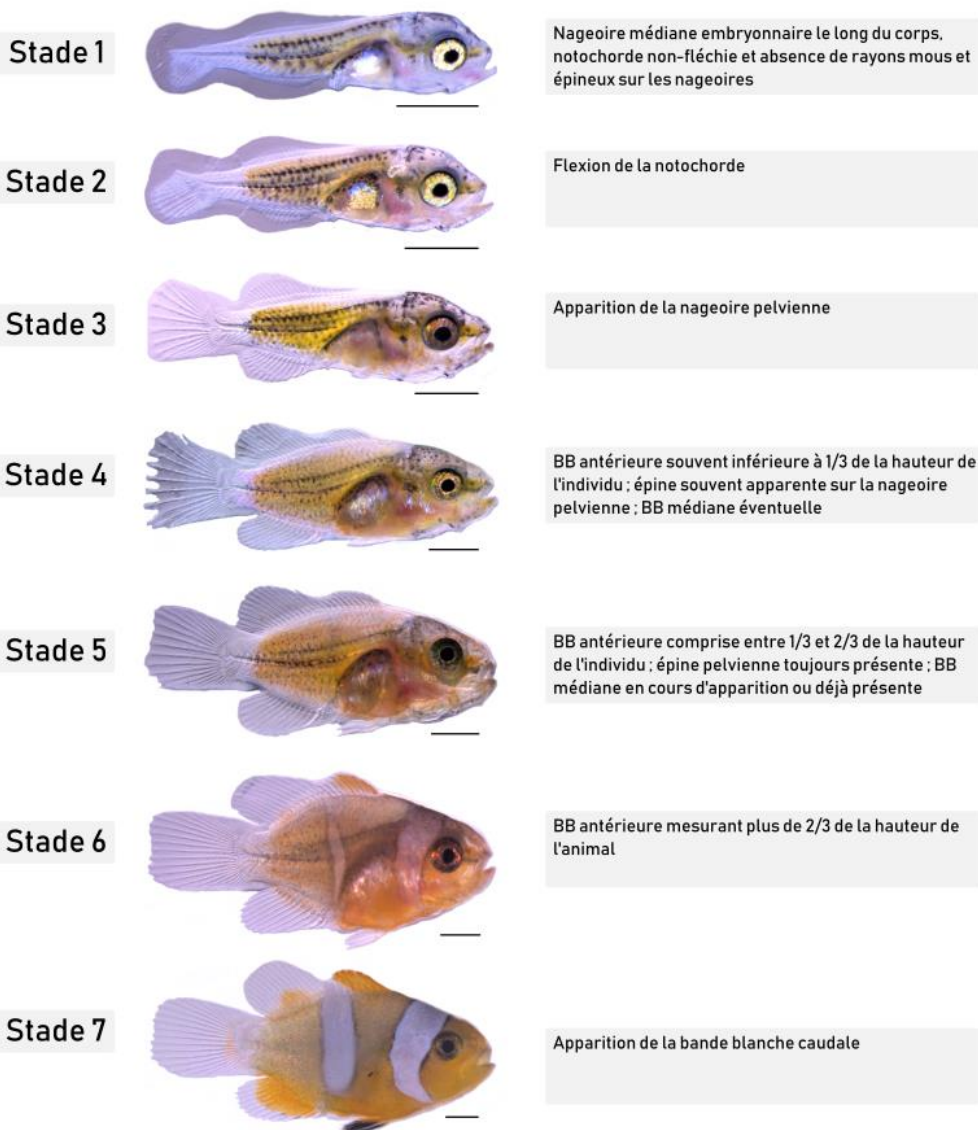 Stade 1
Nageoire médiane embryonnaire le long du corps,
notochorde non-fléchie et absence de rayons mous et
épineux sur les nageoires
Stade 2
Flexion de la notochorde
Stade 3
Apparition de la nageoire pelvienne
Stade 4
BB antérieure souvent inférieure à 1/3 de la hauteur de
l'individu ; épine souvent apparente sur la nageoire
pelvienne ; BB médiane éventuelle
Stade 5
BB antérieure comprise entre 1/3 et 2/3 de la hauteur
de l'individu ; épine pelvienne toujours présente ; BB
médiane en cours d'apparition ou déjà présente
Stade 6
BB antérieure mesurant plus de 2/3 de la hauteur de
l'animal
Stade 7
Apparition de la bande blanche caudale